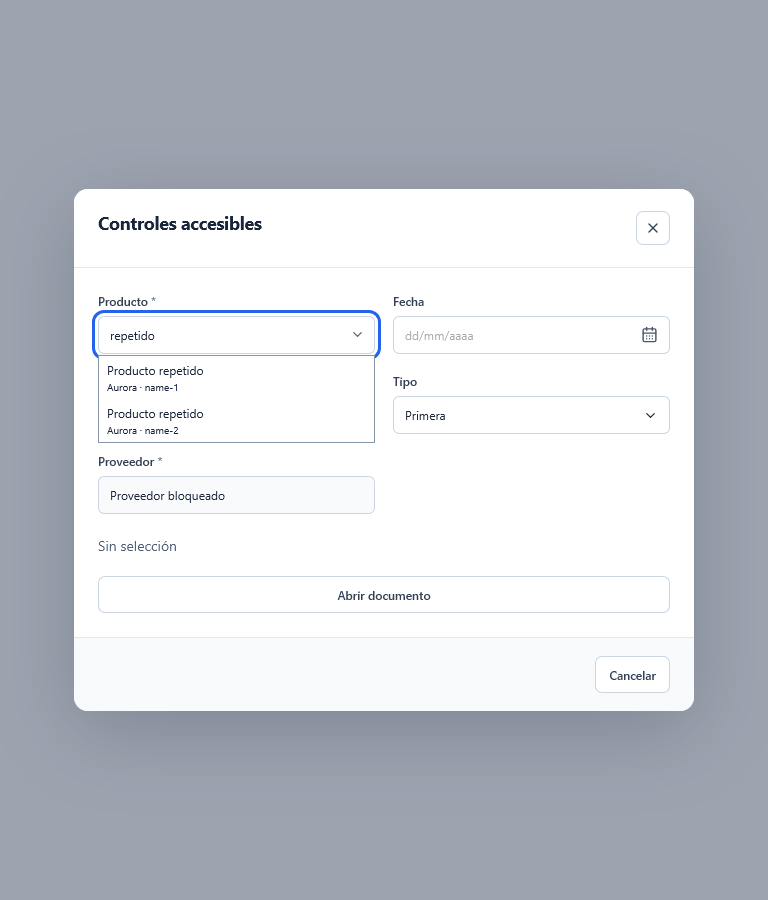 Controles accesibles
Producto *
repetido
Producto repetido
Aurora · name-1
Producto repetido
Aurora · name-2
Fecha
dd/mm/aaaa
Tipo
Primera
Proveedor *
Proveedor bloqueado
Sin selección
Abrir documento
Cancelar